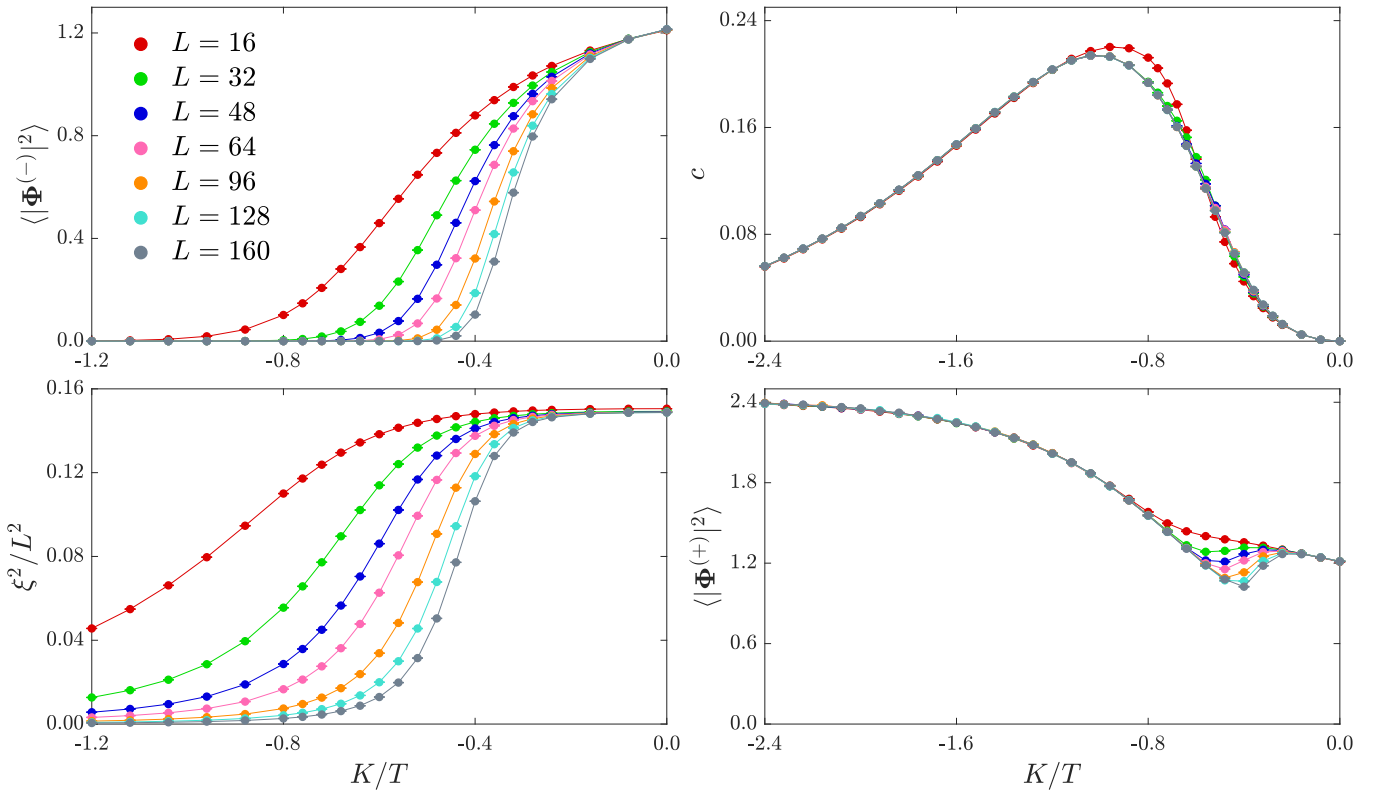 ⟨|Φ^(−)|²⟩
1.2
0.8
0.4
0.0
-1.2
-0.8
-0.4
0.0
L = 16
L = 32
L = 48
L = 64
L = 96
L = 128
L = 160
c
0.24
0.16
0.08
0.00
-2.4
-1.6
-0.8
0.0
ξ²/L²
0.16
0.12
0.08
0.04
0.00
-1.2
-0.8
-0.4
0.0
K/T
⟨|Φ^(+)|²⟩
2.4
1.8
1.2
0.6
0.0
-2.4
-1.6
-0.8
0.0
K/T